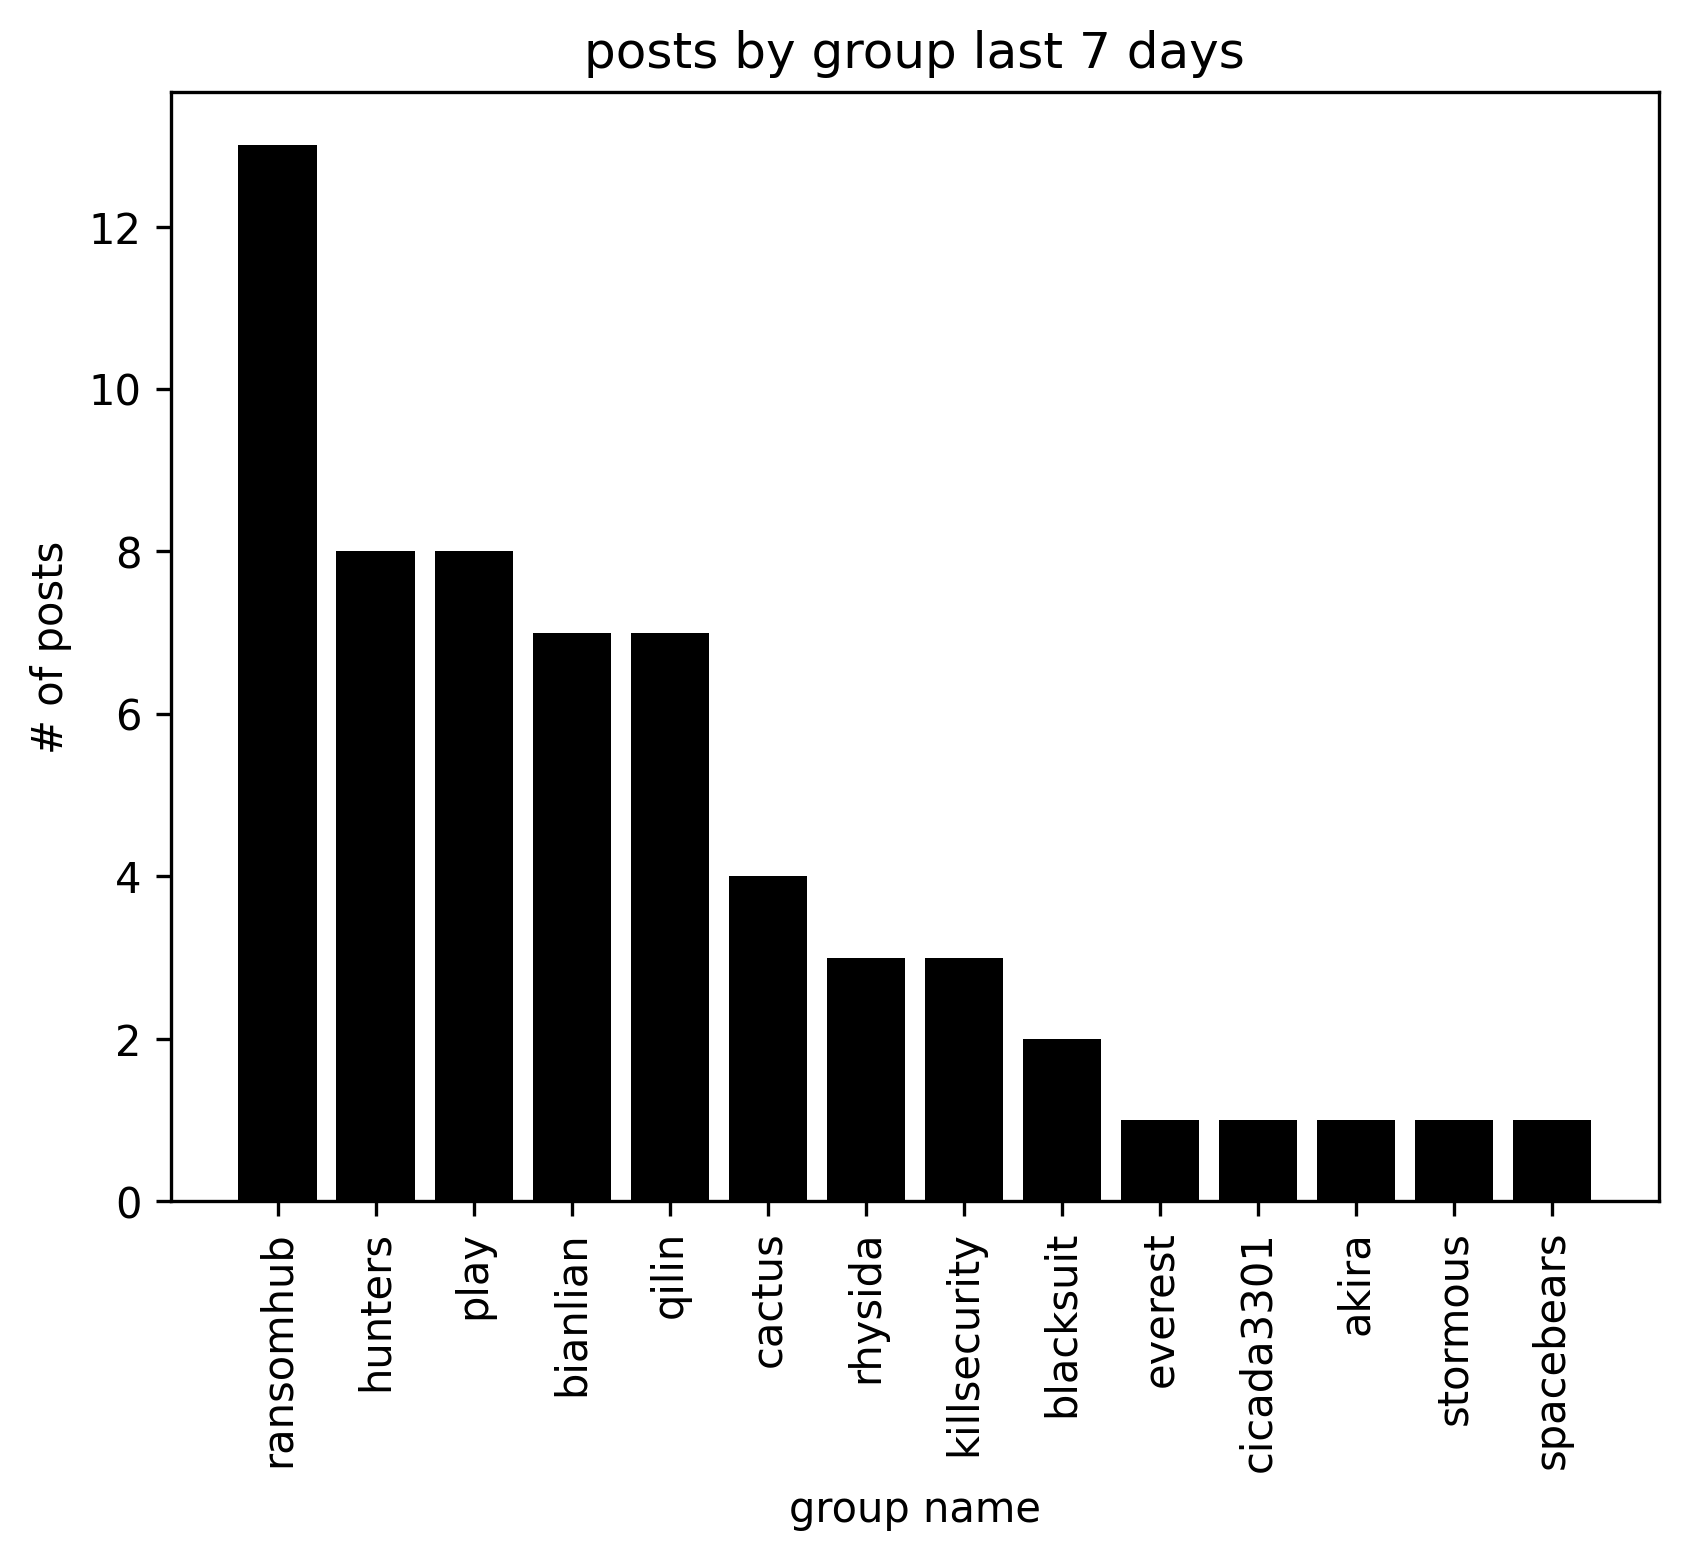 posts by group last 7 days
12
10
8
6
4
2
0
# of posts
ransomhub
hunters
play
bianlian
qilin
cactus
rhysida
killsecurity
blacksuit
everest
cicada3301
akira
stormous
spacebears
group name